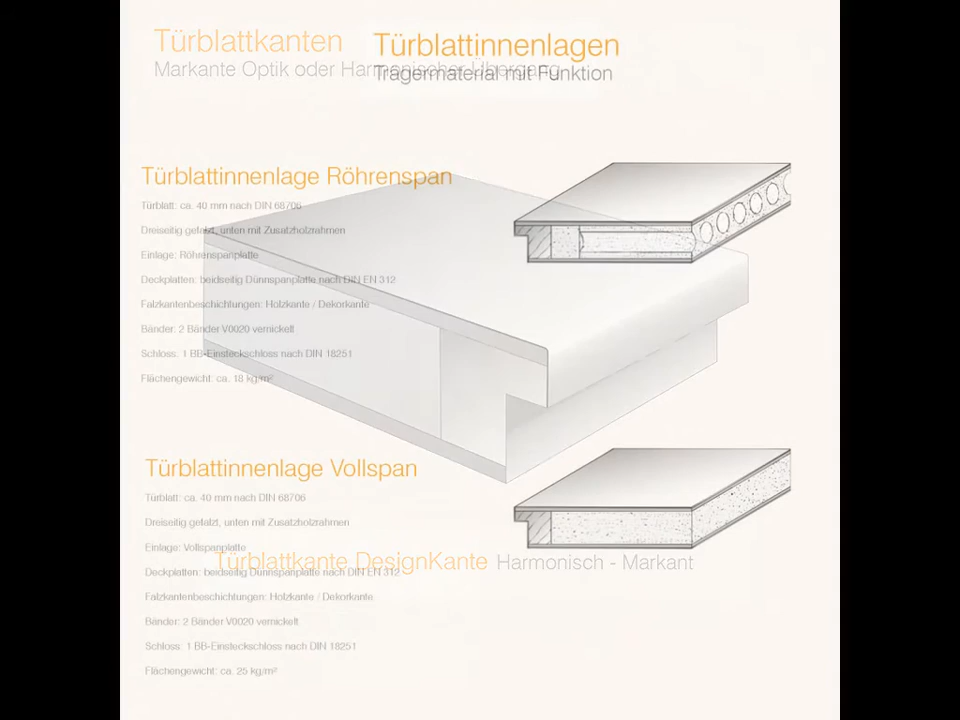 Türblattkanten
Markante Optik oder Harmonischer Übergang
Türblattinnenlagen
Trägermaterial mit Funktion
Türblattinnenlage Röhrenspan
Türblatt: ca. 40 mm nach DIN 68706
Dreiseitig gefalzt, unten mit Zusatzholzrahmen
Einlage: Röhrenspanplatte
Deckplatten: beidseitig Dünnspanplatte nach DIN EN 312
Falzkantenbeschichtungen: Holzkante / Dekorkante
Bänder: 2 Bänder V0020 vernickelt
Schloss: 1 BB-Einsteckschloss nach DIN 18251
Flächengewicht: ca. 18 kg/m²
Türblattinnenlage Vollspan
Türblatt: ca. 40 mm nach DIN 68706
Dreiseitig gefalzt, unten mit Zusatzholzrahmen
Einlage: Vollspanplatte
Türblattkante DesignKante Harmonisch - Markant
Deckplatten: beidseitig Dünnspanplatte nach DIN EN 312
Falzkantenbeschichtungen: Holzkante / Dekorkante
Bänder: 2 Bänder V0020 vernickelt
Schloss: 1 BB-Einsteckschloss nach DIN 18251
Flächengewicht: ca. 25 kg/m²